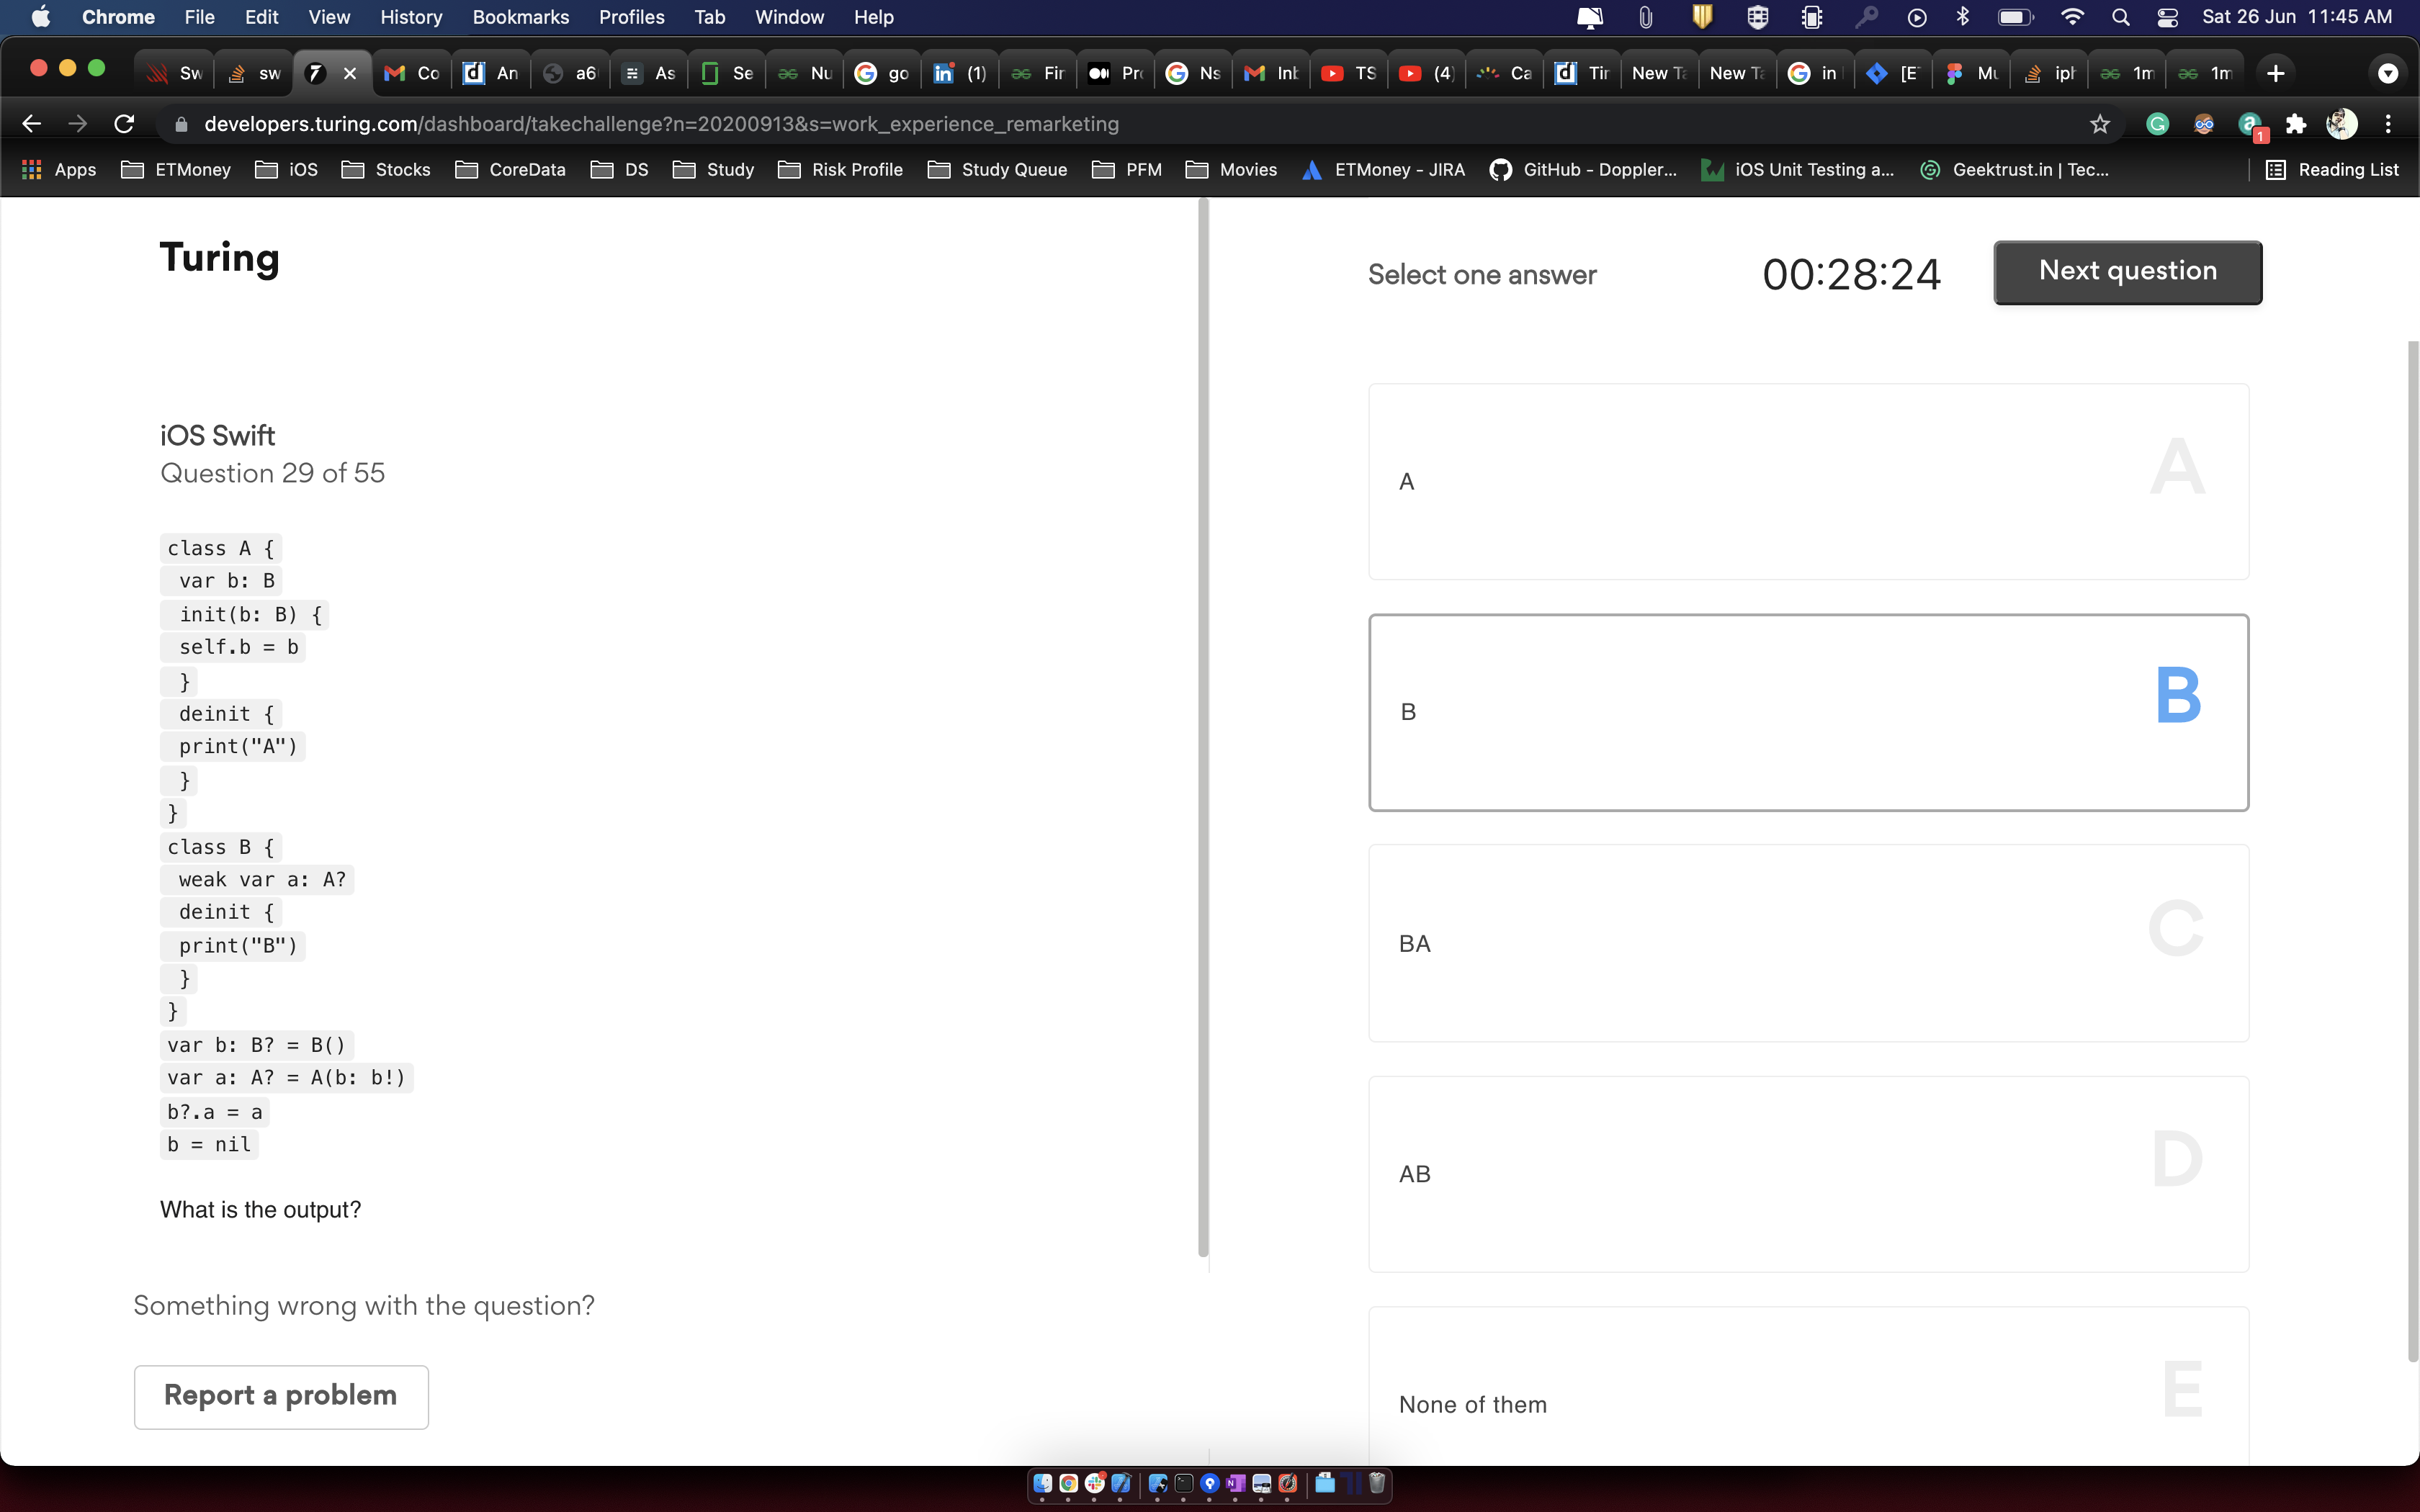 Chrome File Edit View History Bookmarks Profiles Tab Window Help Sat 26 Jun 11:45 AM
Sw sw Co An a6 As Se Nu go (1) Fir Pr Ns Int TS (4) Ca Tir New Ta New Ta in [E Mu iph 1m 1m
developers.turing.com/dashboard/takechallenge?n=20200913&s=work_experience_remarketing 1
Apps ETMoney iOS Stocks CoreData DS Study Risk Profile Study Queue PFM Movies ETMoney - JIRA GitHub - Doppler... iOS Unit Testing a... Geektrust.in | Tec... Reading List
Turing
iOS Swift
Question 29 of 55
class A {
var b: B
init(b: B) {
self.b = b
}
deinit {
print("A")
}
}
class B {
weak var a: A?
deinit {
print("B")
}
}
var b: B? = B()
var a: A? = A(b: b!)
b?.a = a
b = nil
What is the output?
Something wrong with the question?
Report a problem
Select one answer 00:28:24 Next question
A A
B B
BA C
AB D
None of them E